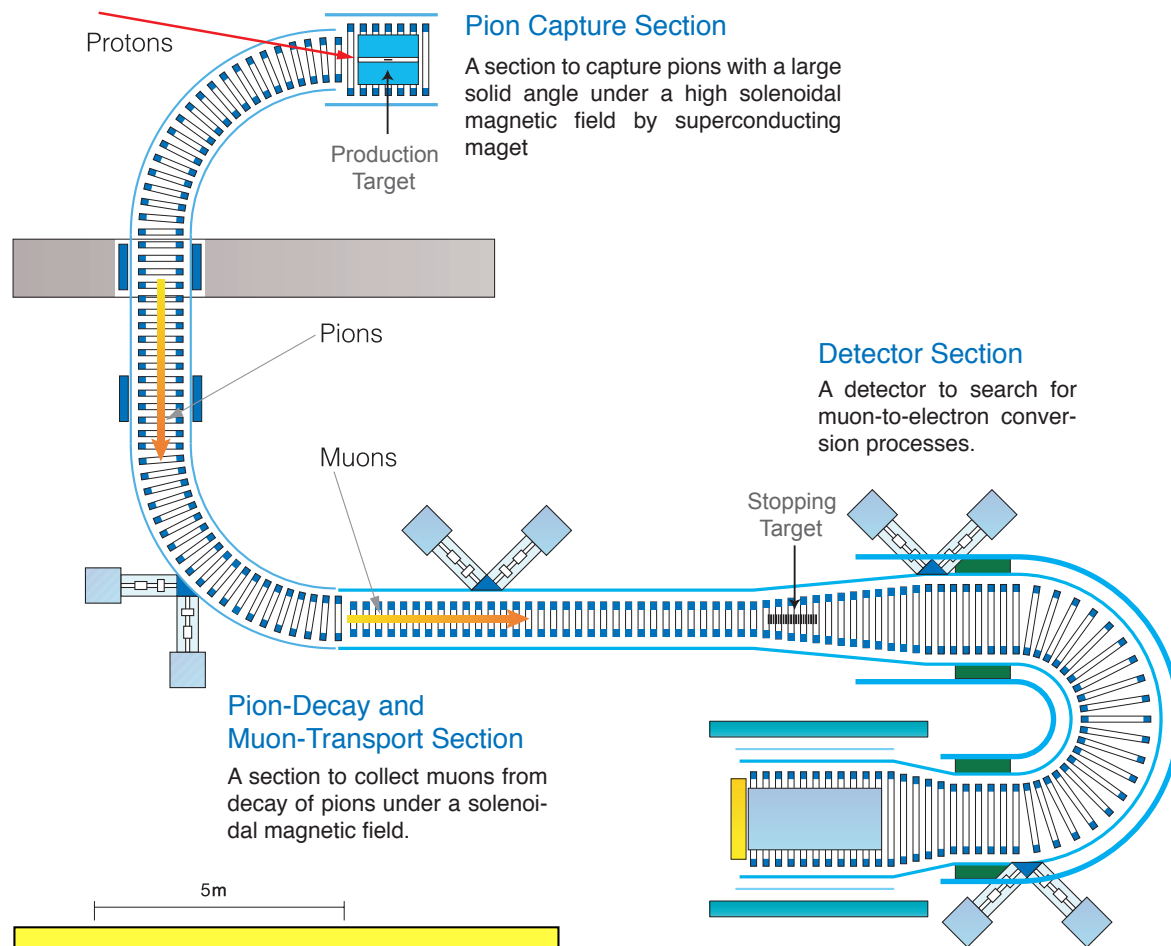 Protons
Pion Capture Section
A section to capture pions with a large
solid angle under a high solenoidal
magnetic field by superconducting
maget
Production
Target
Pions
Detector Section
A detector to search for
muon-to-electron conver-
sion processes.
Muons
Stopping
Target
Pion-Decay and
Muon-Transport Section
A section to collect muons from
decay of pions under a solenoi-
dal magnetic field.
5m